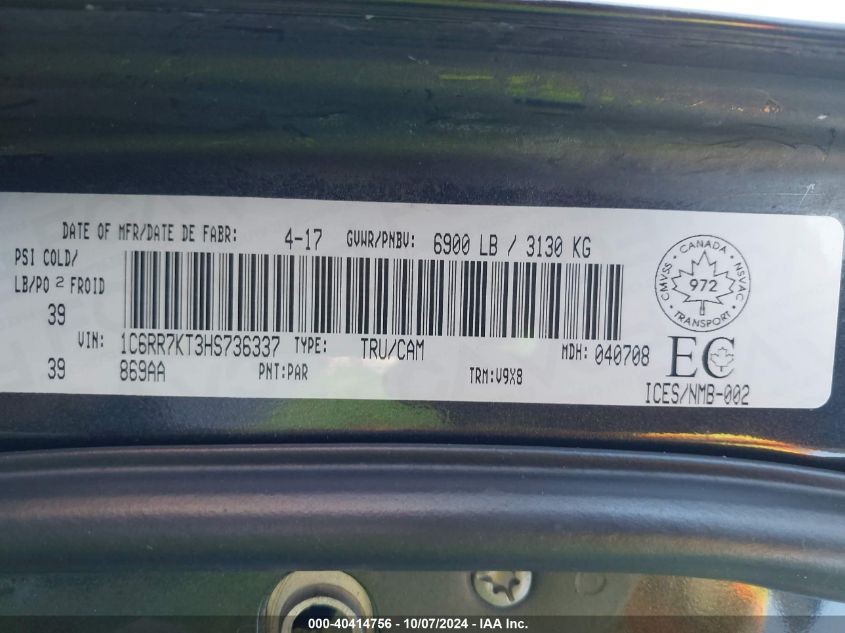 DATE OF MFR/DATE DE FABR: 4-17 GVWR/PNBV: 6900 LB / 3130 KG
PSI COLD/
LB/PO 2 FROID
39
VIN: 1C6RR7KT3HS736337 TYPE: TRU/CAM MDH: 040708
39 869AA PNT:PAR TRM:V9X8
CANADA
CMVSS NSVAC
972
TRANSPORT
EC
ICES/NMB-002
000-40414756 - 10/07/2024 - IAA Inc.